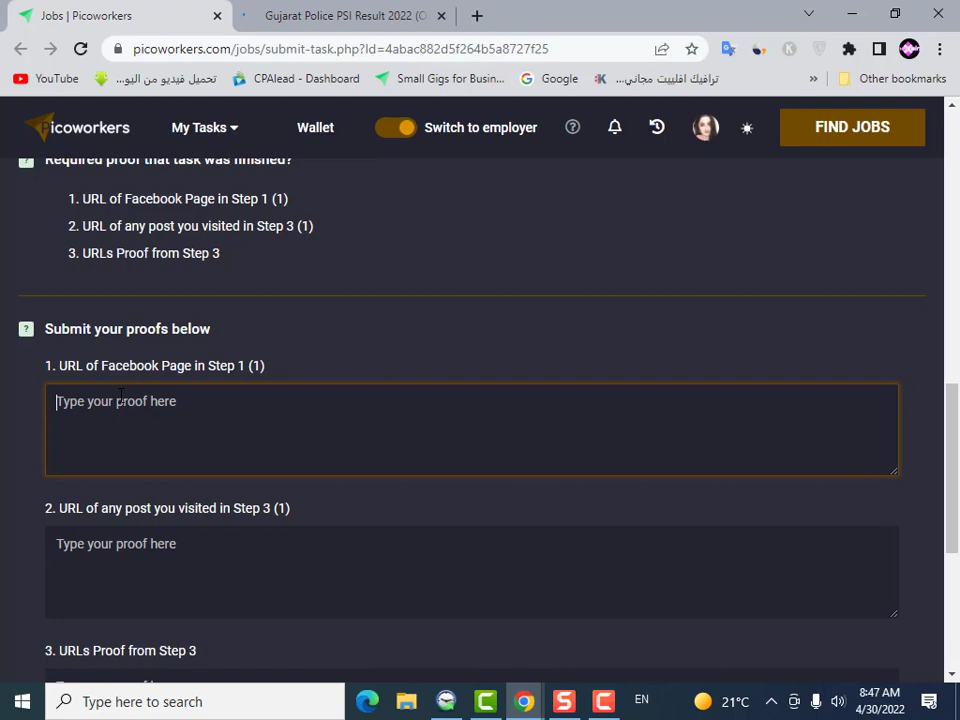 Jobs | Picoworkers
Gujarat Police PSI Result 2022 (O
picoworkers.com/jobs/submit-task.php?Id=4abac882d5f264b5a8727f25
YouTube
تحميل فيديو من اليو...
CPAlead - Dashboard
Small Gigs for Busin...
Google
ترافيك افلييت مجاني...
»
Other bookmarks
Picoworkers
My Tasks
Wallet
Switch to employer
FIND JOBS
Required proof that task was finished?
1. URL of Facebook Page in Step 1 (1)
2. URL of any post you visited in Step 3 (1)
3. URLs Proof from Step 3
Submit your proofs below
1. URL of Facebook Page in Step 1 (1)
Type your proof here
2. URL of any post you visited in Step 3 (1)
Type your proof here
3. URLs Proof from Step 3
Type here to search
21°C
EN
8:47 AM
4/30/2022